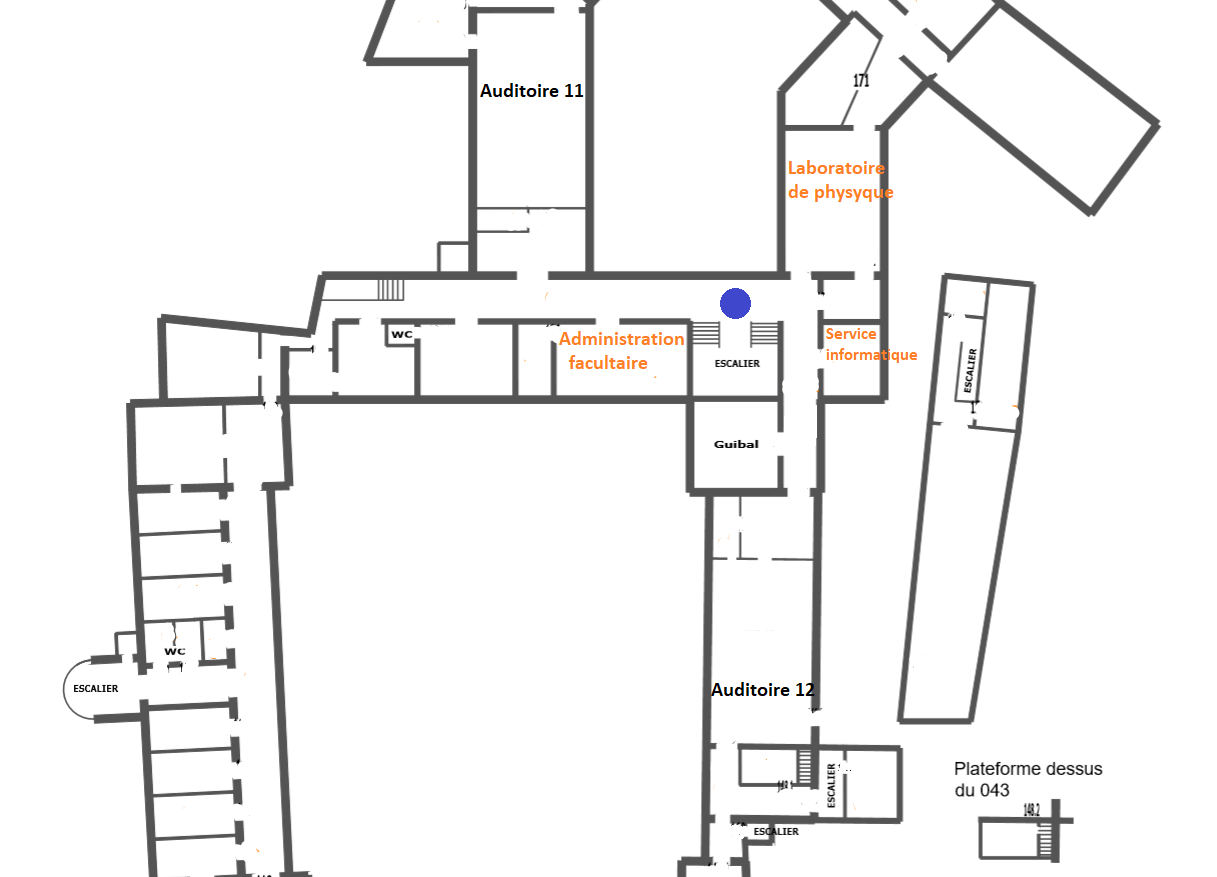 Auditoire 11
171
Laboratoire
de physyque
WC
Administration
facultaire
ESCALIER
Service
informatique
ESCALIER
Guibal
WC
ESCALIER
Auditoire 12
ESCALIER
ESCALIER
Plateforme dessus
du 043
148.2